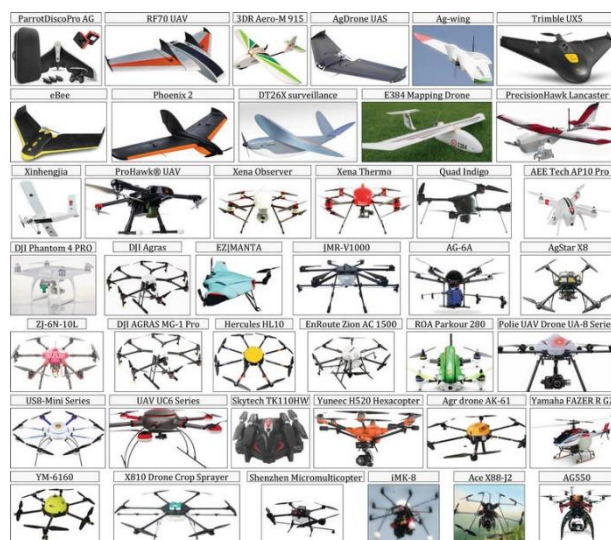 ParrotDiscoPro AG
RF70 UAV
3DR Aero-M 915
AgDrone UAS
Ag-wing
Trimble UX5
eBee
Phoenix 2
DT26X surveillance
E384 Mapping Drone
PrecisionHawk Lancaster
Xinhengjia
ProHawk® UAV
Xena Observer
Xena Thermo
Quad Indigo
AEE Tech AP10 Pro
DJI Phantom 4 PRO
DJI Agras
EZJMANTA
JMR-V1000
AG-6A
AgStar X8
ZJ-6N-10L
DJI AGRAS MG-1 Pro
Hercules HL10
EnRoute Zion AC 1500
ROA Parkour 280
Polie UAV Drone UA-8 Series
US8-Mini Series
UAV UC6 Series
Skytech TK110HW
Yuneec H520 Hexacopter
Agr drone AK-61
Yamaha FAZER R G2
YM-6160
X810 Drone Crop Sprayer
Shenzhen Micromulticopter
iMK-8
Ace X88-J2
AG550